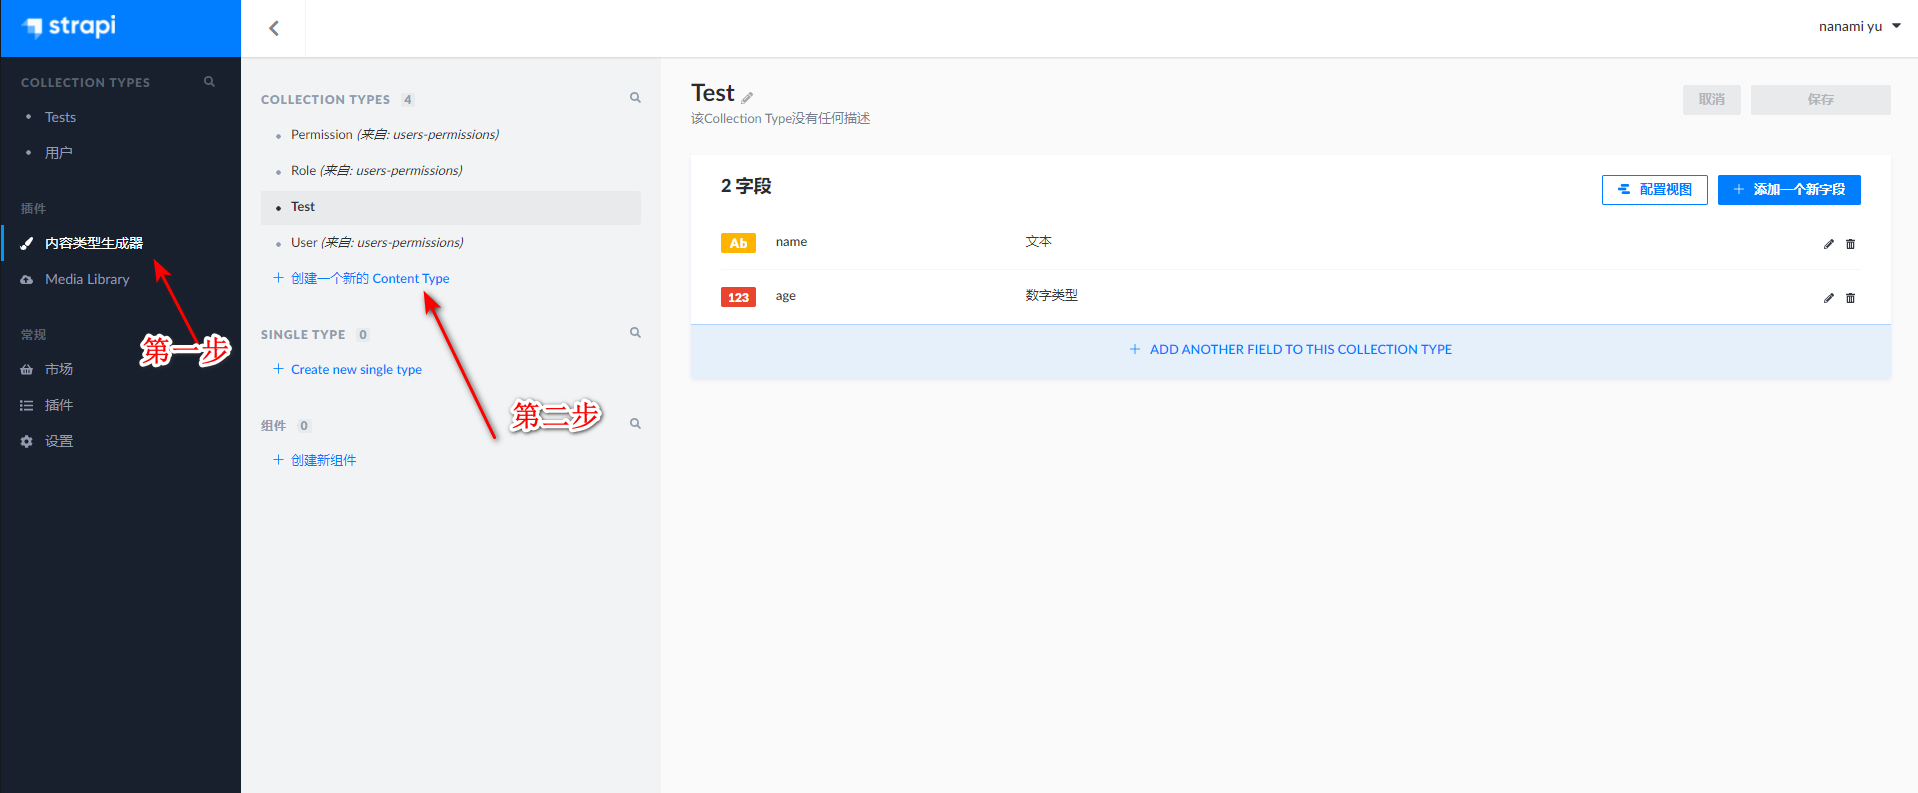 strapi
nanami yu
COLLECTION TYPES
Tests
用户
插件
内容类型生成器
Media Library
常规
市场
插件
设置
第一步
COLLECTION TYPES 4
Permission (来自: users-permissions)
Role (来自: users-permissions)
Test
User (来自: users-permissions)
+ 创建一个新的 Content Type
SINGLE TYPE 0
+ Create new single type
第二步
组件 0
+ 创建新组件
Test
该Collection Type没有任何描述
取消
保存
2 字段
配置视图
+ 添加一个新字段
Ab name 文本
123 age 数字类型
+ ADD ANOTHER FIELD TO THIS COLLECTION TYPE